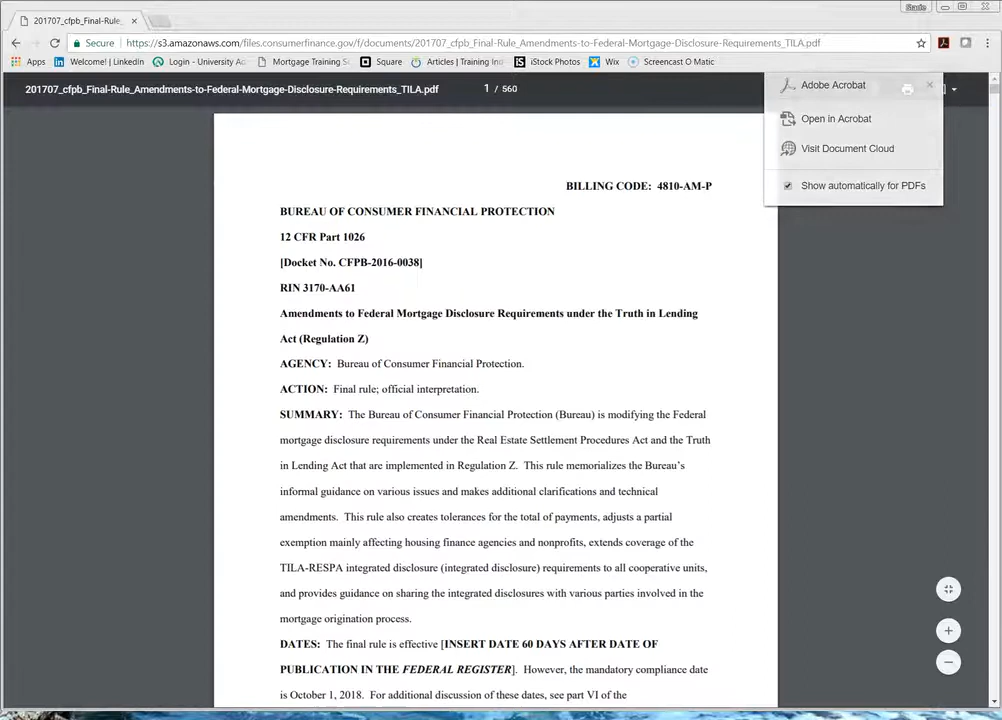 Stacie
201707_cfpb_Final-Rule_
Secure https://s3.amazonaws.com/files.consumerfinance.gov/f/documents/201707_cfpb_Final-Rule_Amendments-to-Federal-Mortgage-Disclosure-Requirements_TILA.pdf
Apps Welcome! | LinkedIn Login - University Ac Mortgage Training S Square Articles | Training Ind iStock Photos Wix Screencast O Matic
201707_cfpb_Final-Rule_Amendments-to-Federal-Mortgage-Disclosure-Requirements_TILA.pdf 1 / 560
Adobe Acrobat
Open in Acrobat
Visit Document Cloud
Show automatically for PDFs
BILLING CODE: 4810-AM-P
BUREAU OF CONSUMER FINANCIAL PROTECTION
12 CFR Part 1026
[Docket No. CFPB-2016-0038]
RIN 3170-AA61
Amendments to Federal Mortgage Disclosure Requirements under the Truth in Lending
Act (Regulation Z)
AGENCY: Bureau of Consumer Financial Protection.
ACTION: Final rule; official interpretation.
SUMMARY: The Bureau of Consumer Financial Protection (Bureau) is modifying the Federal
mortgage disclosure requirements under the Real Estate Settlement Procedures Act and the Truth
in Lending Act that are implemented in Regulation Z. This rule memorializes the Bureau's
informal guidance on various issues and makes additional clarifications and technical
amendments. This rule also creates tolerances for the total of payments, adjusts a partial
exemption mainly affecting housing finance agencies and nonprofits, extends coverage of the
TILA-RESPA integrated disclosure (integrated disclosure) requirements to all cooperative units,
and provides guidance on sharing the integrated disclosures with various parties involved in the
mortgage origination process.
DATES: The final rule is effective [INSERT DATE 60 DAYS AFTER DATE OF
PUBLICATION IN THE FEDERAL REGISTER]. However, the mandatory compliance date
is October 1, 2018. For additional discussion of these dates, see part VI of the